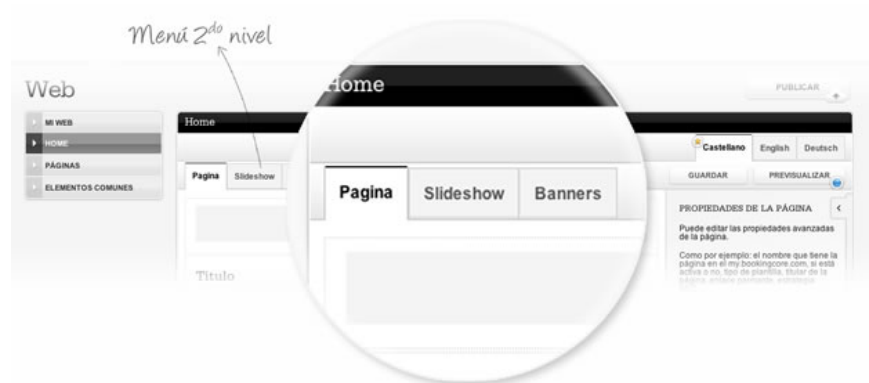 Menú 2do nivel
Web
PUBLICAR
MI WEB
HOME
PÁGINAS
ELEMENTOS COMUNES
Home
Home
Castellano
English
Deutsch
Pagina
Slideshow
Pagina
Slideshow
Banners
GUARDAR
PREVISUALIZAR
PROPIEDADES DE LA PÁGINA
Puede editar las propiedades avanzadas
de la página.
Como por ejemplo: el nombre que tiene la
página en el my.bookingcore.com, si está
activa o no, tipo de plantilla, titular de la
Titulo